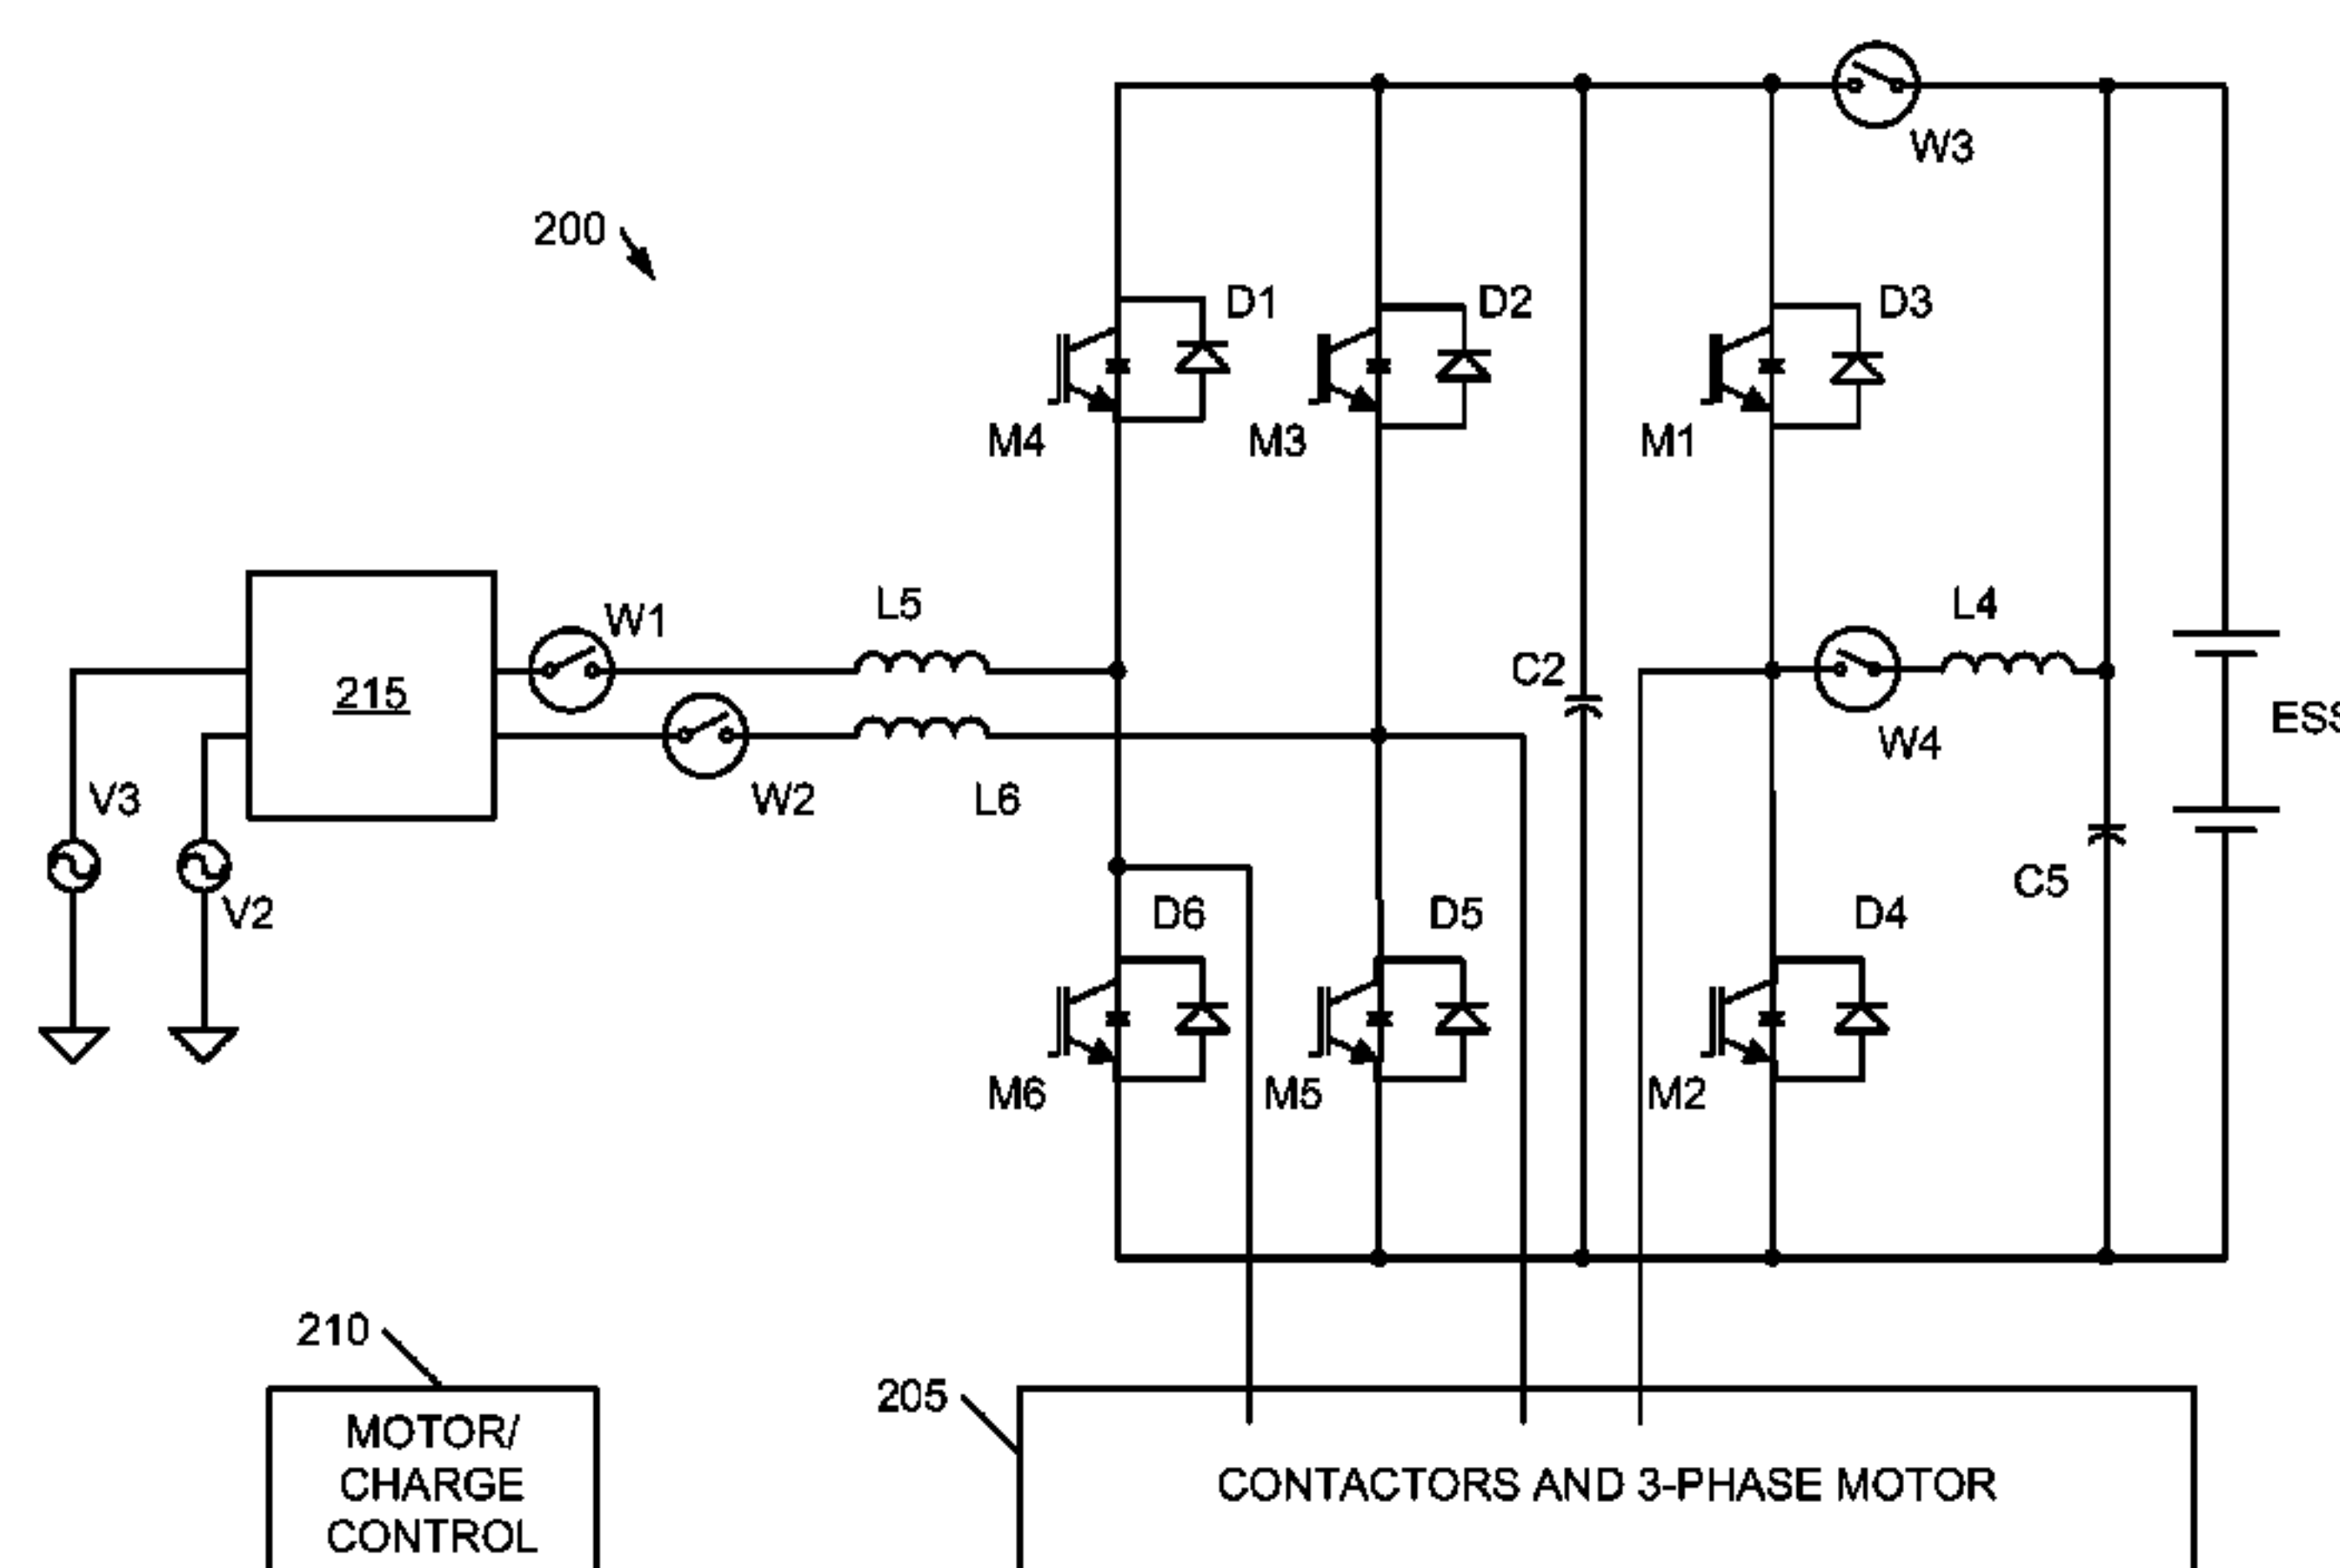 W3
200
D1
D2
D3
M4
M3
M1
W1
L5
L4
C2
215
W4
ESS
V3
W2
L6
C5
V2
D6
D5
D4
M6
M5
M2
210
205
MOTOR/
CHARGE
CONTROL
CONTACTORS AND 3-PHASE MOTOR